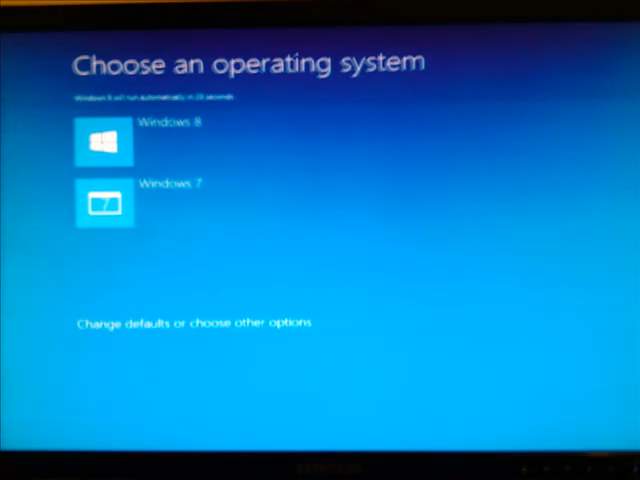 Choose an operating system
Windows 8 will run automatically in 28 seconds
Windows 8
Windows 7
7
Change defaults or choose other options